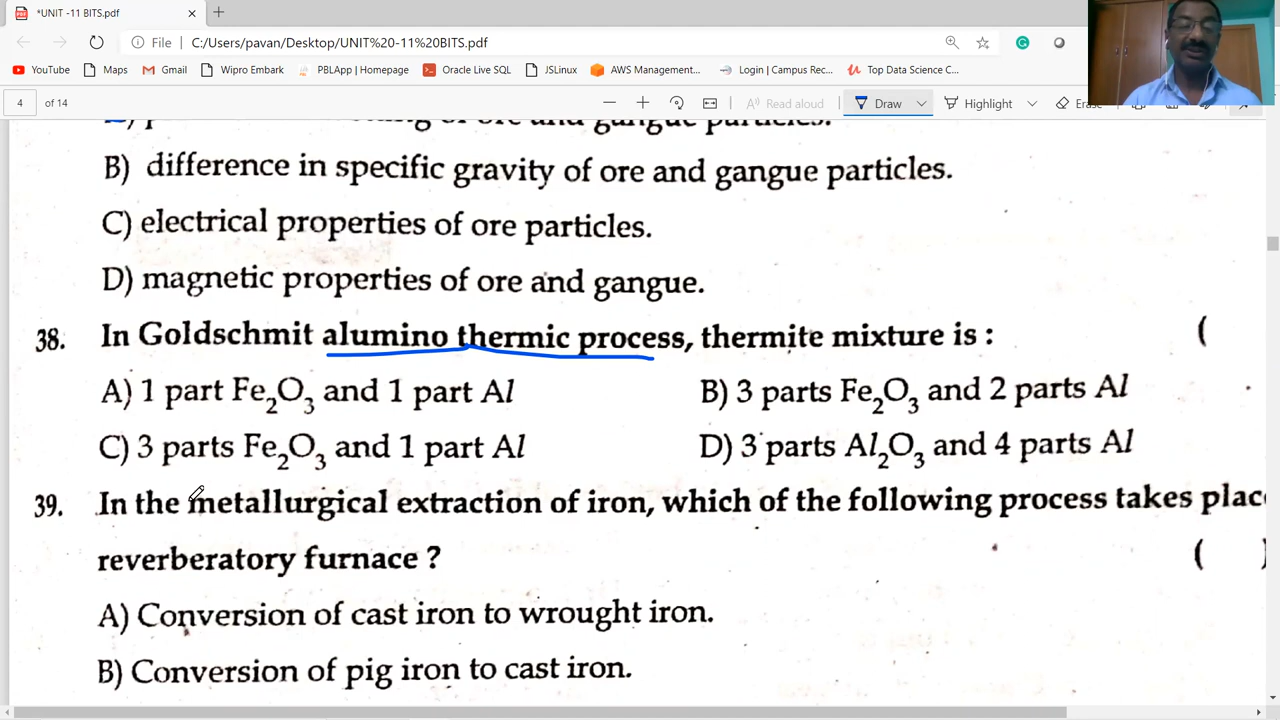 *UNIT -11 BITS.pdf
File C:/Users/pavan/Desktop/UNIT%20-11%20BITS.pdf
YouTube Maps Gmail Wipro Embark PBLApp | Homepage Oracle Live SQL JSLinux AWS Management... Login | Campus Rec... Top Data Science C...
4 of 14 Read aloud Draw Highlight
of ore and gangue particles.
B) difference in specific gravity of ore and gangue particles.
C) electrical properties of ore particles.
D) magnetic properties of ore and gangue.
38. In Goldschmit alumino thermic process, thermite mixture is : (
A) 1 part Fe₂O₃ and 1 part Al B) 3 parts Fe₂O₃ and 2 parts Al
C) 3 parts Fe₂O₃ and 1 part Al D) 3 parts Al₂O₃ and 4 parts Al
39. In the metallurgical extraction of iron, which of the following process takes plac
reverberatory furnace ? ( )
A) Conversion of cast iron to wrought iron.
B) Conversion of pig iron to cast iron.